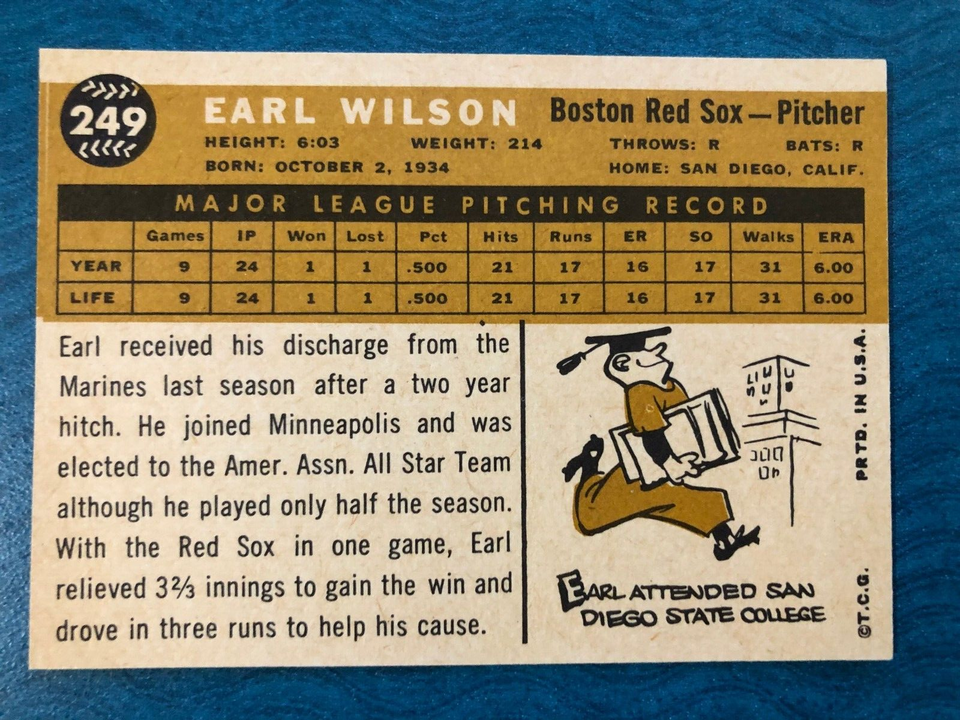 249
EARL WILSON Boston Red Sox — Pitcher
HEIGHT: 6:03 WEIGHT: 214 THROWS: R BATS: R
BORN: OCTOBER 2, 1934 HOME: SAN DIEGO, CALIF.
MAJOR LEAGUE PITCHING RECORD
Games IP Won Lost Pct Hits Runs ER SO Walks ERA
YEAR 9 24 1 1 .500 21 17 16 17 31 6.00
LIFE 9 24 1 1 .500 21 17 16 17 31 6.00
Earl received his discharge from the
Marines last season after a two year
hitch. He joined Minneapolis and was
elected to the Amer. Assn. All Star Team
although he played only half the season.
With the Red Sox in one game, Earl
relieved 3⅔ innings to gain the win and
drove in three runs to help his cause.
EARL ATTENDED SAN
DIEGO STATE COLLEGE
©T.C.G. PRTD. IN U.S.A.